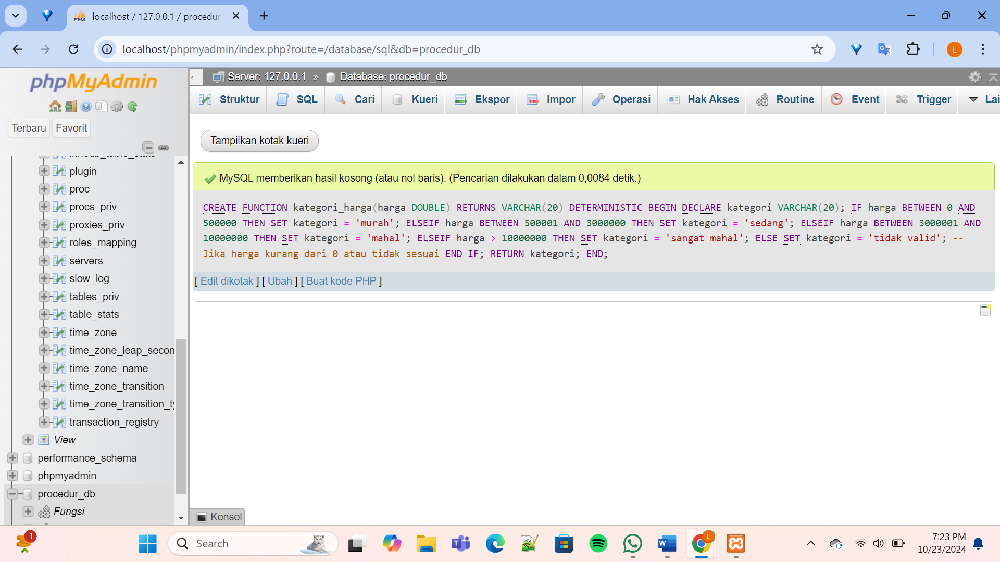 localhost / 127.0.0.1 / procedur_
localhost/phpmyadmin/index.php?route=/database/sql&db=procedur_db
L
phpMyAdmin
Terbaru
Favorit
innodb_table_stats
plugin
proc
procs_priv
proxies_priv
roles_mapping
servers
slow_log
tables_priv
table_stats
time_zone
time_zone_leap_secon
time_zone_name
time_zone_transition
time_zone_transition_ty
transaction_registry
View
performance_schema
phpmyadmin
procedur_db
Fungsi
Server: 127.0.0.1 » Database: procedur_db
Struktur SQL Cari Kueri Ekspor Impor Operasi Hak Akses Routine Event Trigger Lai
Tampilkan kotak kueri
MySQL memberikan hasil kosong (atau nol baris). (Pencarian dilakukan dalam 0,0084 detik.)
CREATE FUNCTION kategori_harga(harga DOUBLE) RETURNS VARCHAR(20) DETERMINISTIC BEGIN DECLARE kategori VARCHAR(20); IF harga BETWEEN 0 AND
500000 THEN SET kategori = 'murah'; ELSEIF harga BETWEEN 500001 AND 3000000 THEN SET kategori = 'sedang'; ELSEIF harga BETWEEN 3000001 AND
10000000 THEN SET kategori = 'mahal'; ELSEIF harga > 10000000 THEN SET kategori = 'sangat mahal'; ELSE SET kategori = 'tidak valid'; --
Jika harga kurang dari 0 atau tidak sesuai END IF; RETURN kategori; END;
[ Edit dikotak ] [ Ubah ] [ Buat kode PHP ]
Konsol
1
Search
L
7:23 PM
10/23/2024